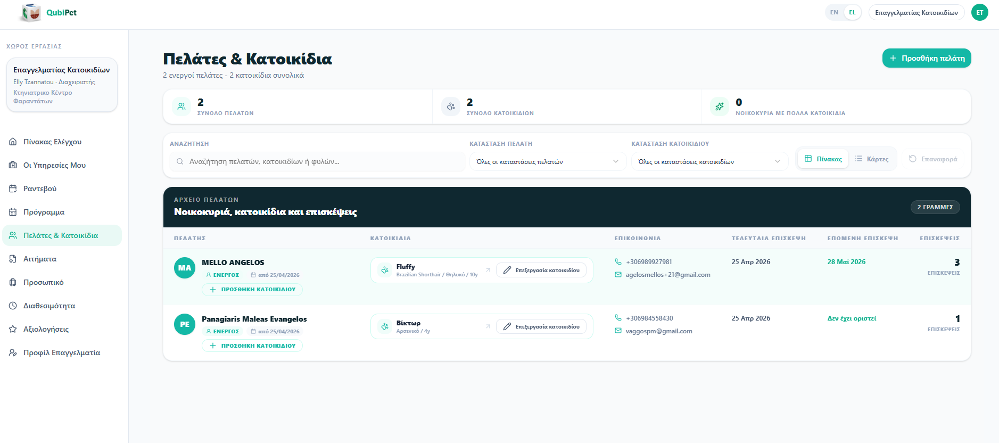 QubiPet
EN EL Επαγγελματίας Κατοικιδίων ET
ΧΩΡΟΣ ΕΡΓΑΣΙΑΣ
Επαγγελματίας Κατοικιδίων
Elly Tzannatou · Διαχειριστής
Κτηνιατρικο Κέντρο
Φαραντάτων
Πίνακας Ελέγχου
Οι Υπηρεσίες Μου
Ραντεβού
Πρόγραμμα
Πελάτες & Κατοικίδια
Αιτήματα
Προσωπικό
Διαθεσιμότητα
Αξιολογήσεις
Προφίλ Επαγγελματία
Πελάτες & Κατοικίδια
2 ενεργοί πελάτες - 2 κατοικίδια συνολικά
+ Προσθήκη πελάτη
2
ΣΥΝΟΛΟ ΠΕΛΑΤΩΝ
2
ΣΥΝΟΛΟ ΚΑΤΟΙΚΙΔΙΩΝ
0
ΝΟΙΚΟΚΥΡΙΑ ΜΕ ΠΟΛΛΑ ΚΑΤΟΙΚΙΔΙΑ
ΑΝΑΖΗΤΗΣΗ
Αναζήτηση πελατών, κατοικιδίων ή φυλών...
ΚΑΤΑΣΤΑΣΗ ΠΕΛΑΤΗ
Όλες οι καταστάσεις πελατών
ΚΑΤΑΣΤΑΣΗ ΚΑΤΟΙΚΙΔΙΟΥ
Όλες οι καταστάσεις κατοικιδίων
Πίνακας Κάρτες Επαναφορά
ΑΡΧΕΙΟ ΠΕΛΑΤΩΝ
Νοικοκυριά, κατοικίδια και επισκέψεις
2 ΓΡΑΜΜΕΣ
ΠΕΛΑΤΗΣ ΚΑΤΟΙΚΙΔΙΑ ΕΠΙΚΟΙΝΩΝΙΑ ΤΕΛΕΥΤΑΙΑ ΕΠΙΣΚΕΨΗ ΕΠΟΜΕΝΗ ΕΠΙΣΚΕΨΗ ΕΠΙΣΚΕΨΕΙΣ
MA
MELLO ANGELOS
ΕΝΕΡΓΟΣ από 25/04/2026
+ ΠΡΟΣΘΗΚΗ ΚΑΤΟΙΚΙΔΙΟΥ
Fluffy
Brazilian Shorthair / Θηλυκό / 10y
Επεξεργασία κατοικιδίου
+306989927981
agelosmellos+21@gmail.com
25 Απρ 2026
28 Μαΐ 2026
3
ΕΠΙΣΚΕΨΕΙΣ
PE
Panagiaris Maleas Evangelos
ΕΝΕΡΓΟΣ από 25/04/2026
+ ΠΡΟΣΘΗΚΗ ΚΑΤΟΙΚΙΔΙΟΥ
Βίκτωρ
Αρσενικό / 4y
Επεξεργασία κατοικιδίου
+306984558430
vaggospm@gmail.com
25 Απρ 2026
Δεν έχει οριστεί
1
ΕΠΙΣΚΕΨΕΙΣ